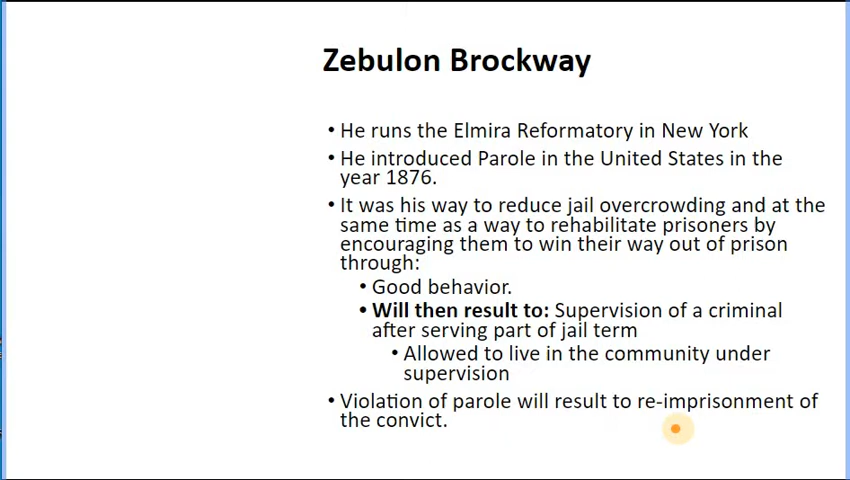 Zebulon Brockway
• He runs the Elmira Reformatory in New York
• He introduced Parole in the United States in the
year 1876.
• It was his way to reduce jail overcrowding and at the
same time as a way to rehabilitate prisoners by
encouraging them to win their way out of prison
through:
• Good behavior.
• Will then result to: Supervision of a criminal
after serving part of jail term
• Allowed to live in the community under
supervision
• Violation of parole will result to re-imprisonment of
the convict.